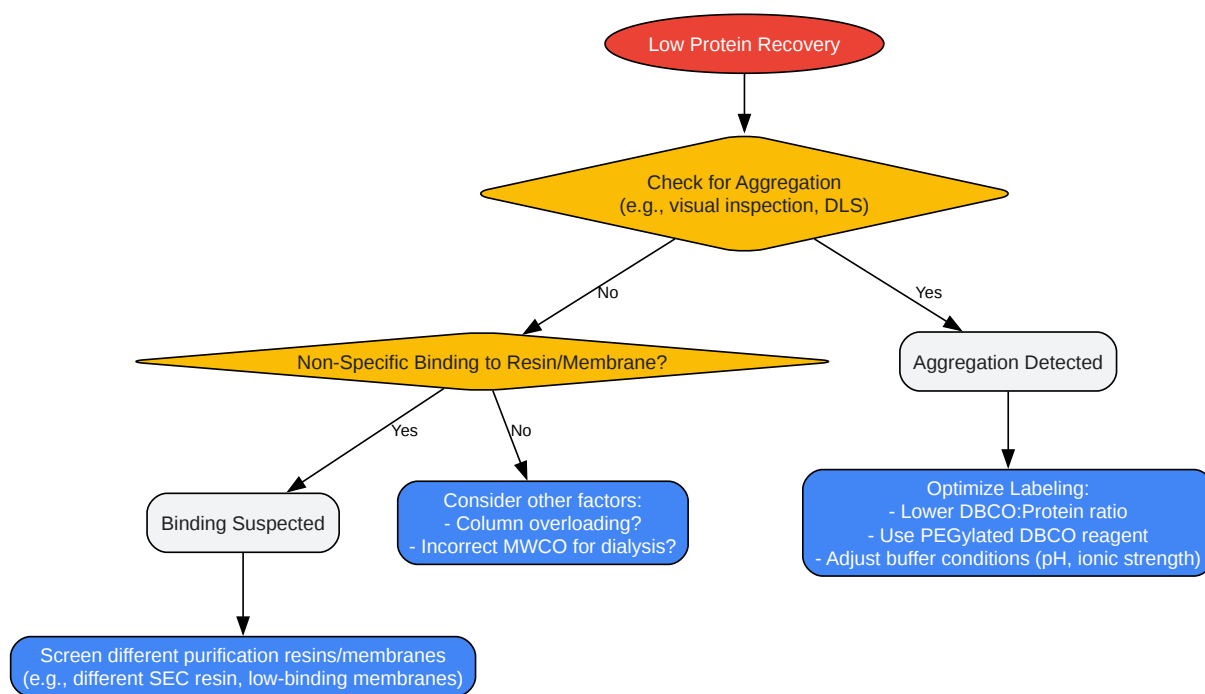 Low Protein Recovery
Check for Aggregation
(e.g., visual inspection, DLS)
No
Yes
Non-Specific Binding to Resin/Membrane?
Aggregation Detected
Yes
No
Binding Suspected
Consider other factors:
- Column overloading?
- Incorrect MWCO for dialysis?
Optimize Labeling:
- Lower DBCO:Protein ratio
- Use PEGylated DBCO reagent
- Adjust buffer conditions (pH, ionic strength)
Screen different purification resins/membranes
(e.g., different SEC resin, low-binding membranes)